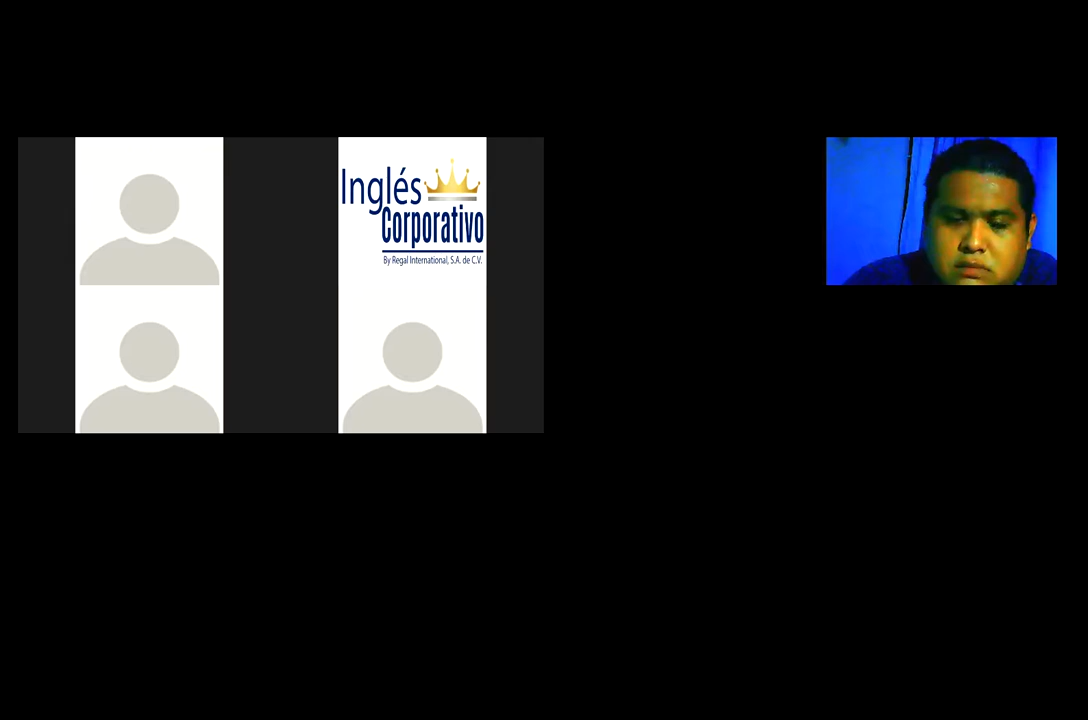 Inglés
Corporativo
By Regal International, S.A. de C.V.